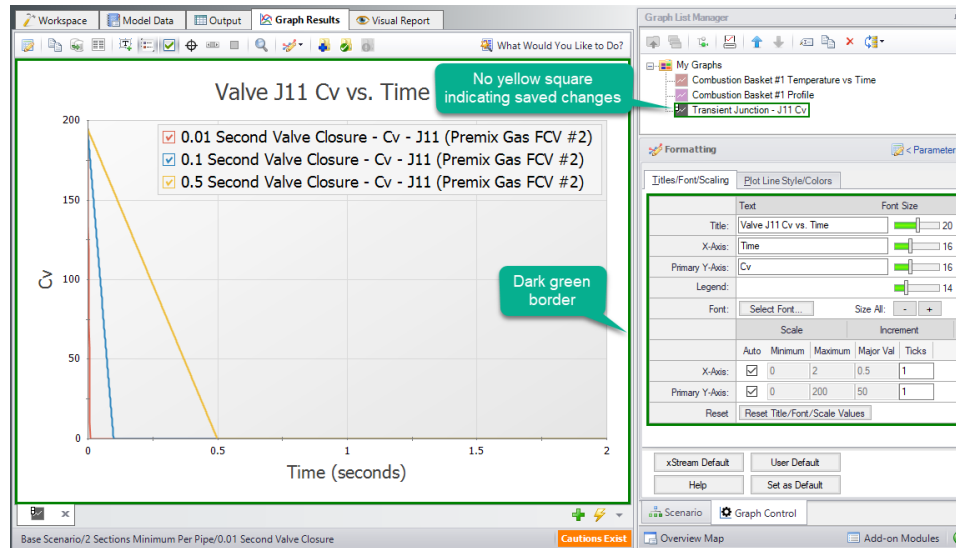 Workspace
Model Data
Output
Graph Results
Visual Report
What Would You Like to Do?
Valve J11 Cv vs. Time
No yellow square
indicating saved changes
0.01 Second Valve Closure - Cv - J11 (Premix Gas FCV #2)
0.1 Second Valve Closure - Cv - J11 (Premix Gas FCV #2)
0.5 Second Valve Closure - Cv - J11 (Premix Gas FCV #2)
200
150
100
50
0
Cv
0
0.5
1
1.5
2
Time (seconds)
Dark green
border
Base Scenario/2 Sections Minimum Per Pipe/0.01 Second Valve Closure
Cautions Exist
Graph List Manager
My Graphs
Combustion Basket #1 Temperature vs Time
Combustion Basket #1 Profile
Transient Junction - J11 Cv
Formatting
< Parameter
Titles/Font/Scaling
Plot Line Style/Colors
Text Font Size
Title: Valve J11 Cv vs. Time 20
X-Axis: Time 16
Primary Y-Axis: Cv 16
Legend: 14
Font: Select Font... Size All: - +
Scale Increment
Auto Minimum Maximum Major Val Ticks
X-Axis: 0 2 0.5 1
Primary Y-Axis: 0 200 50 1
Reset Reset Title/Font/Scale Values
xStream Default User Default
Help Set as Default
Scenario Graph Control
Overview Map Add-on Modules